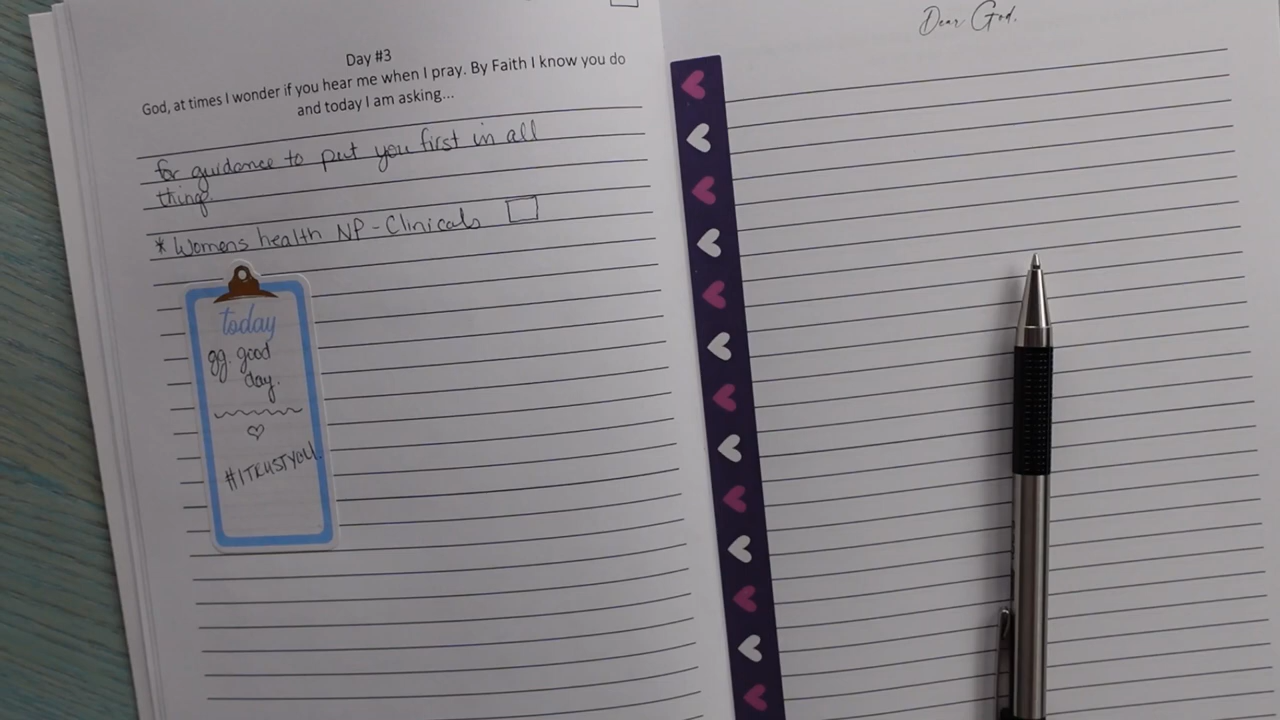 Day #3
God, at times I wonder if you hear me when I pray. By Faith I know you do
and today I am asking...
for guidance to put you first in all
things.
* Womens health NP - Clinicals
today
gg. good
day.
#ITRUSTYOU.
Dear God,